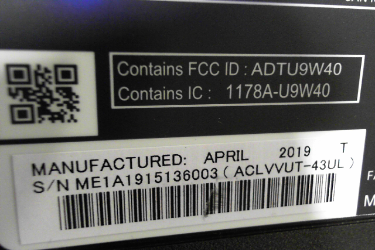 Contains FCC ID : ADTU9W40
Contains IC : 1178A-U9W40
MANUFACTURED: APRIL 2019 T
S/N ME1A1915136003 ( ACLVVUT-43UL )